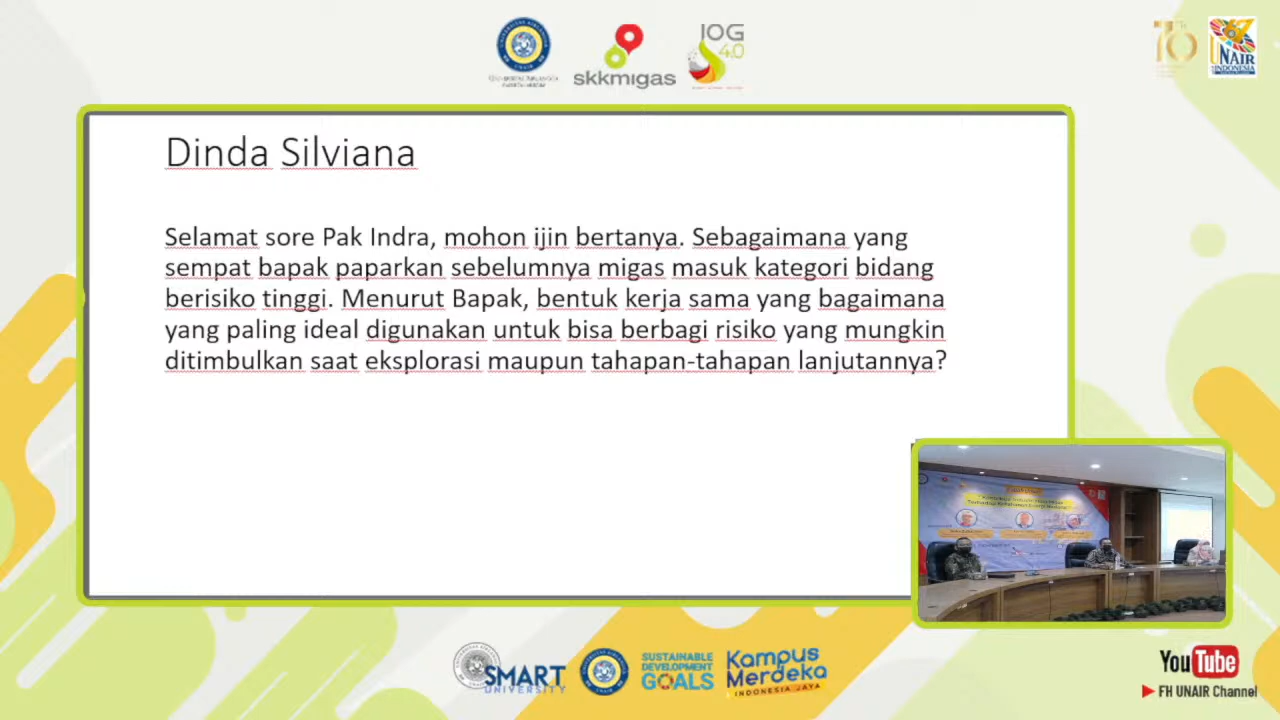 skkmigas
IOG
4.0
UNAIR
INDONESIA
Dinda Silviana
Selamat sore Pak Indra, mohon ijin bertanya. Sebagaimana yang
sempat bapak paparkan sebelumnya migas masuk kategori bidang
berisiko tinggi. Menurut Bapak, bentuk kerja sama yang bagaimana
yang paling ideal digunakan untuk bisa berbagi risiko yang mungkin
ditimbulkan saat eksplorasi maupun tahapan-tahapan lanjutannya?
SMART
UNIVERSITY
SUSTAINABLE
DEVELOPMENT
GOALS
Kampus
Merdeka
INDONESIA JAYA
YouTube
FH UNAIR Channel